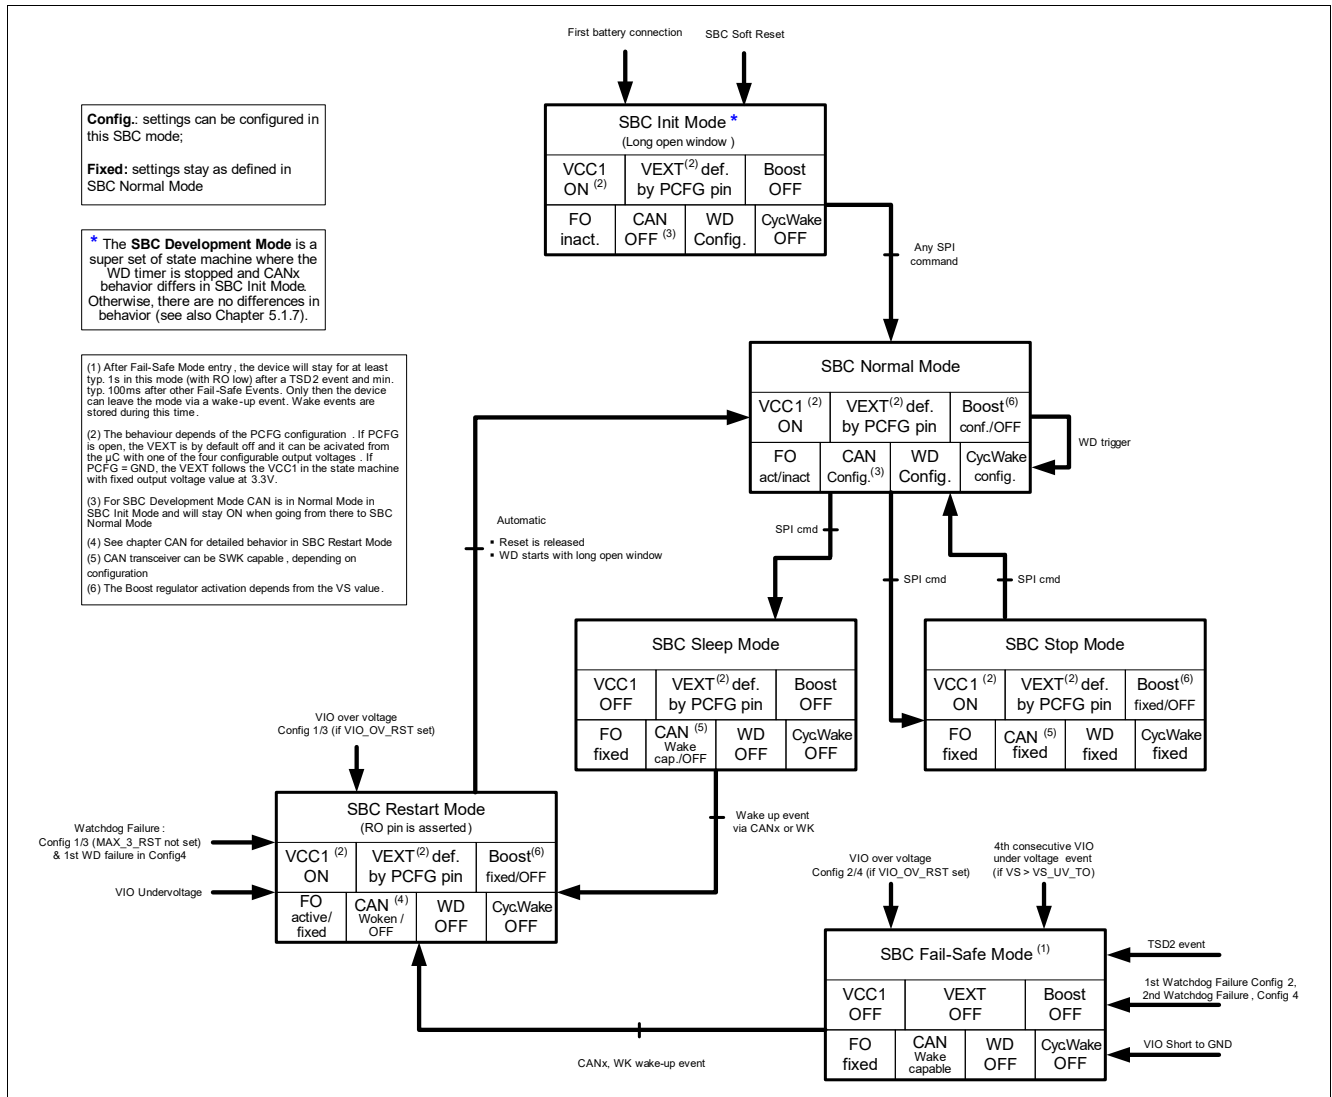 First battery connection
SBC Soft Reset
Config.: settings can be configured in
this SBC mode;
Fixed: settings stay as defined in
SBC Normal Mode
* The SBC Development Mode is a
super set of state machine where the
WD timer is stopped and CANx
behavior differs in SBC Init Mode.
Otherwise, there are no differences in
behavior (see also Chapter 5.1.7).
(1) After Fail-Safe Mode entry, the device will stay for at least
typ. 1s in this mode (with RO low) after a TSD2 event and min.
typ. 100ms after other Fail-Safe Events. Only then the device
can leave the mode via a wake-up event. Wake events are
stored during this time.
(2) The behaviour depends of the PCFG configuration . If PCFG
is open, the VEXT is by default off and it can be acivated from
the µC with one of the four configurable output voltages . If
PCFG = GND, the VEXT follows the VCC1 in the state machine
with fixed output voltage value at 3.3V.
(3) For SBC Development Mode CAN is in Normal Mode in
SBC Init Mode and will stay ON when going from there to SBC
Normal Mode
(4) See chapter CAN for detailed behavior in SBC Restart Mode
(5) CAN transceiver can be SWK capable , depending on
configuration
(6) The Boost regulator activation depends from the VS value.
SBC Init Mode *
(Long open window )
VCC1
ON (2)
VEXT(2) def.
by PCFG pin
Boost
OFF
FO
inact.
CAN
OFF (3)
WD
Config.
Cyc.Wake
OFF
Any SPI
command
SBC Normal Mode
VCC1 (2)
ON
VEXT(2) def.
by PCFG pin
Boost(6)
conf./OFF
FO
act/inact
CAN
Config.(3)
WD
Config.
Cyc.Wake
config.
WD trigger
Automatic
▪ Reset is released
▪ WD starts with long open window
SPI cmd
SPI cmd
SPI cmd
SBC Sleep Mode
VCC1
OFF
VEXT(2) def.
by PCFG pin
Boost
OFF
FO
fixed
CAN (5)
Wake
cap./OFF
WD
OFF
Cyc.Wake
OFF
SBC Stop Mode
VCC1 (2)
ON
VEXT(2) def.
by PCFG pin
Boost(6)
fixed/OFF
FO
fixed
CAN (5)
fixed
WD
fixed
Cyc.Wake
fixed
VIO over voltage
Config 1/3 (if VIO_OV_RST set)
Watchdog Failure :
Config 1/3 (MAX_3_RST not set)
& 1st WD failure in Config4
VIO Undervoltage
SBC Restart Mode
(RO pin is asserted )
VCC1 (2)
ON
VEXT(2) def.
by PCFG pin
Boost(6)
fixed/OFF
FO
active/
fixed
CAN (4)
Woken /
OFF
WD
OFF
Cyc.Wake
OFF
Wake up event
via CANx or WK
VIO over voltage
Config 2/4 (if VIO_OV_RST set)
4th consecutive VIO
under voltage event
(if VS > VS_UV_TO)
SBC Fail-Safe Mode (1)
VCC1
OFF
VEXT
OFF
Boost
OFF
FO
fixed
CAN
Wake
capable
WD
OFF
Cyc.Wake
OFF
TSD2 event
1st Watchdog Failure Config 2,
2nd Watchdog Failure , Config 4
VIO Short to GND
CANx, WK wake-up event